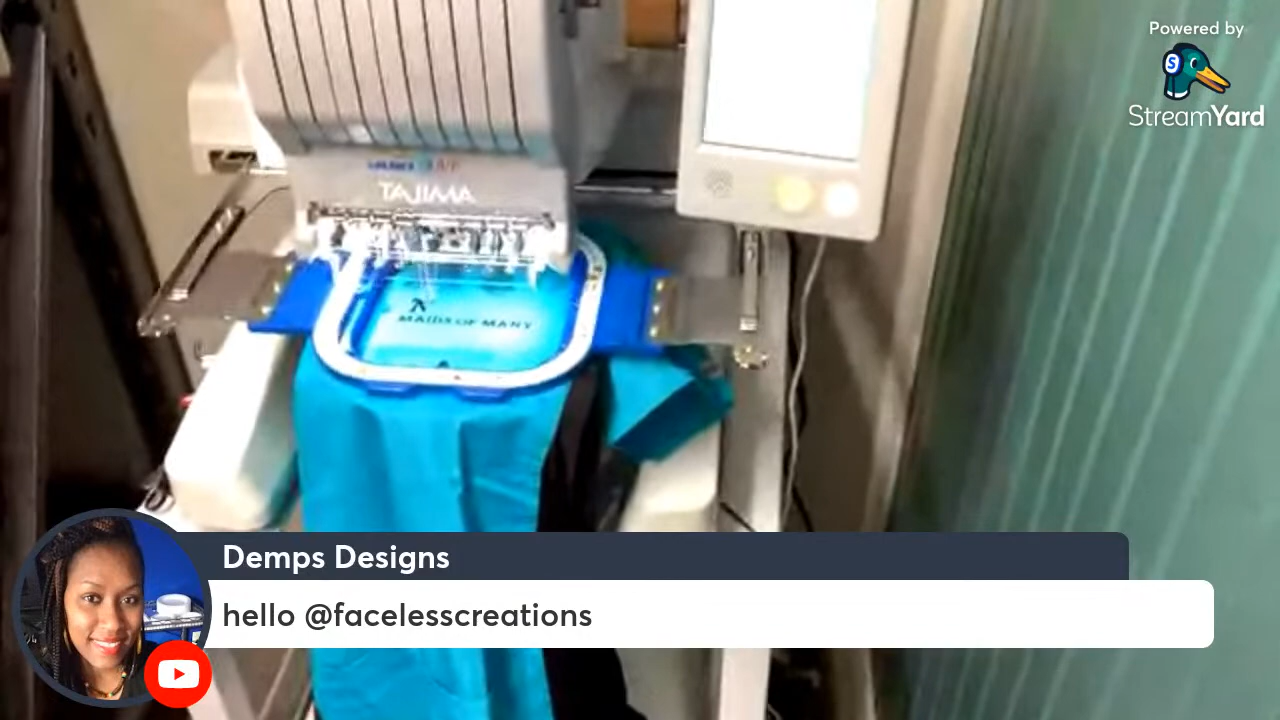 Powered by
StreamYard
TAJIMA
MAIDS OF MANY
Demps Designs
hello @facelesscreations